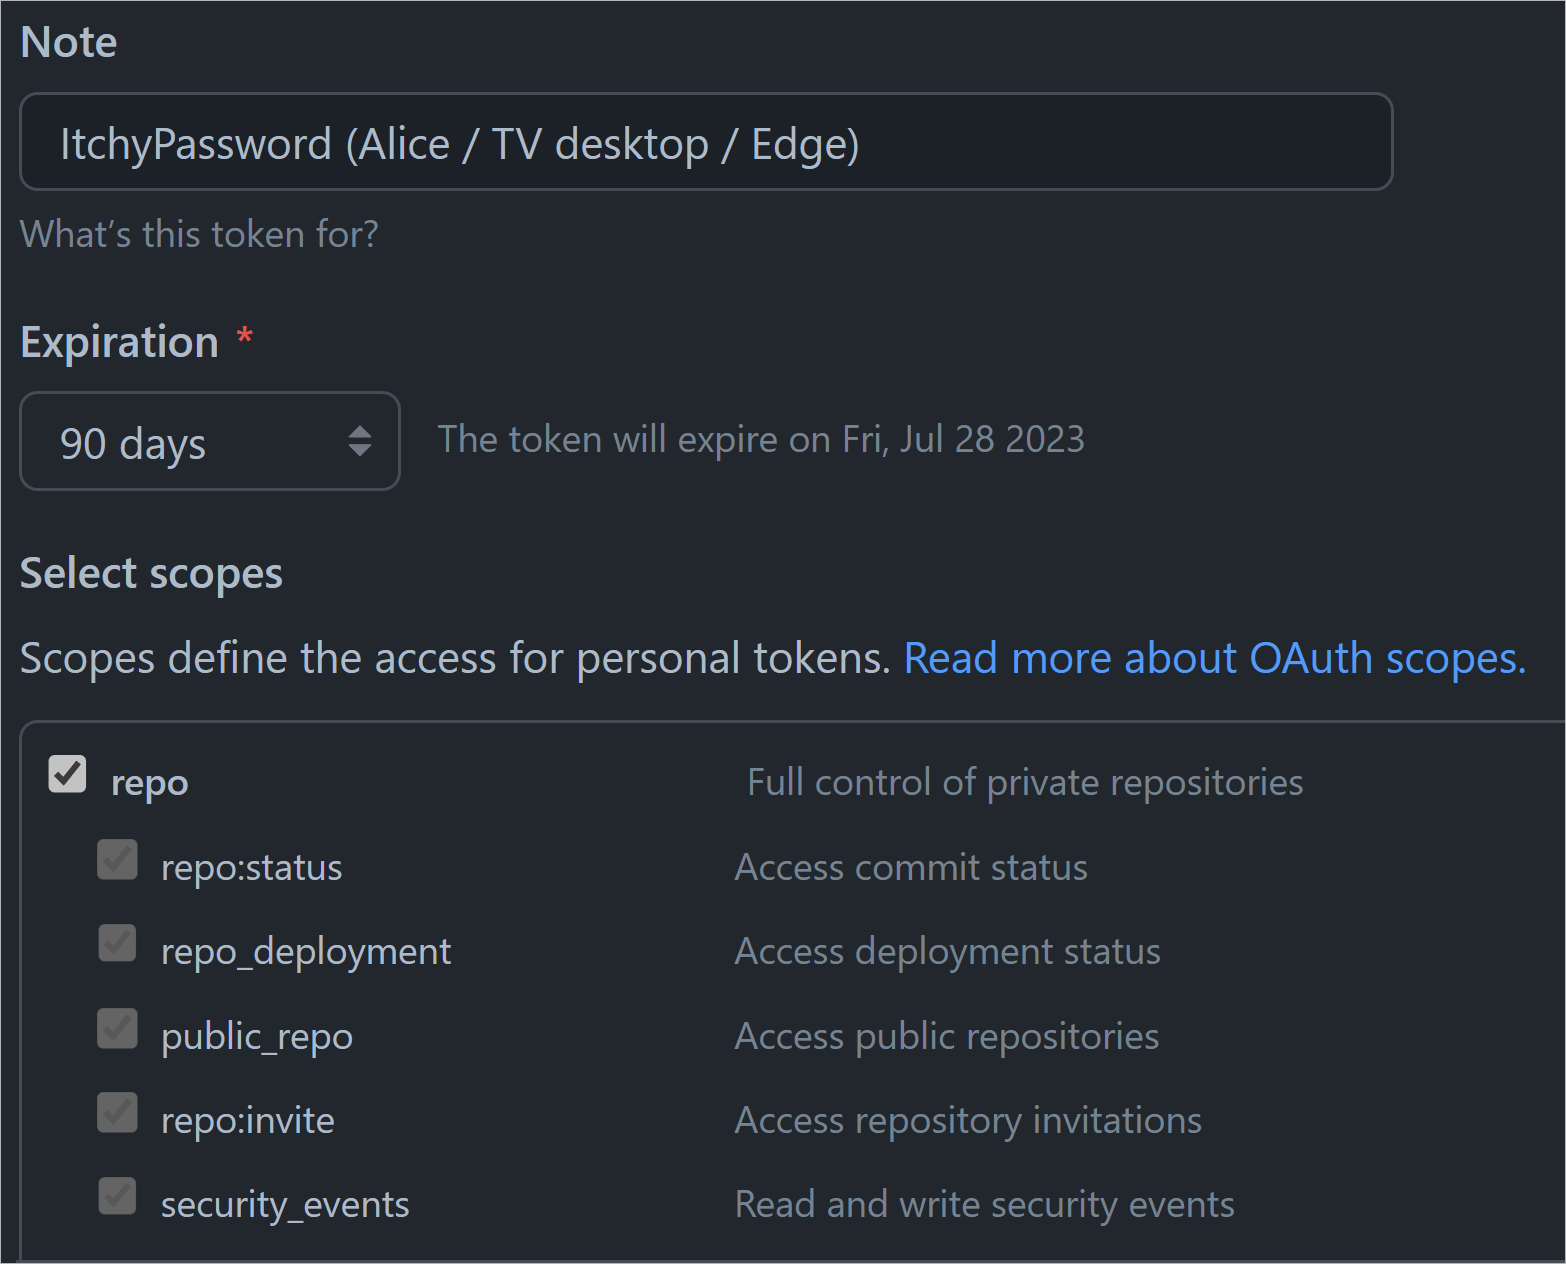 Note
ItchyPassword (Alice / TV desktop / Edge)
What's this token for?
Expiration *
90 days The token will expire on Fri, Jul 28 2023
Select scopes
Scopes define the access for personal tokens. Read more about OAuth scopes.
repo Full control of private repositories
repo:status Access commit status
repo_deployment Access deployment status
public_repo Access public repositories
repo:invite Access repository invitations
security_events Read and write security events